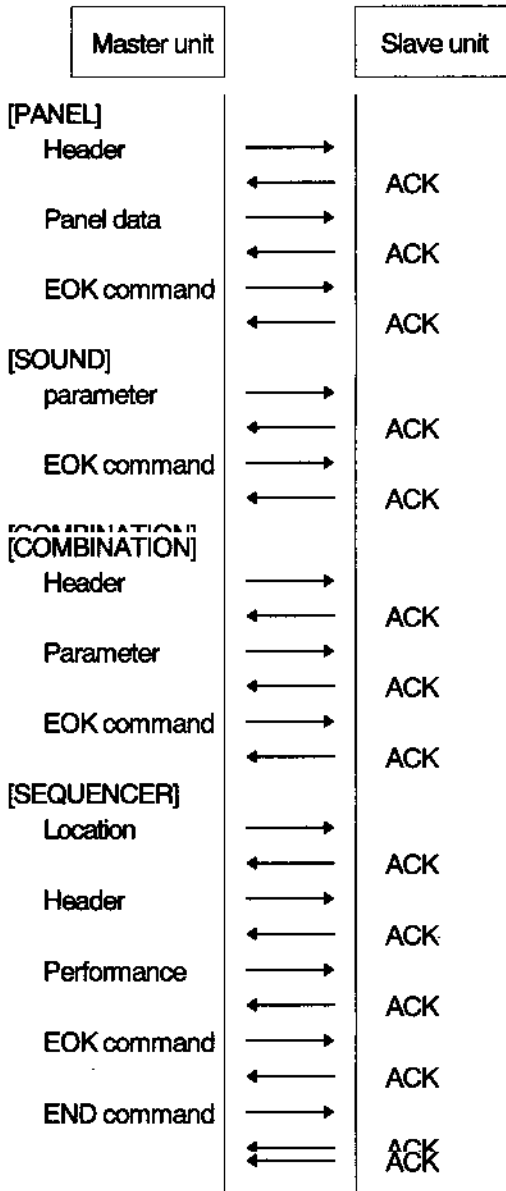 Master unit
Slave unit
[PANEL]
Header
ACK
Panel data
ACK
EOK command
ACK
[SOUND]
parameter
ACK
EOK command
ACK
[COMBINATION]
[COMBINATION]
Header
ACK
Parameter
ACK
EOK command
ACK
[SEQUENCER]
Location
ACK
Header
ACK
Performance
ACK
EOK command
ACK
END command
ACK
ACK